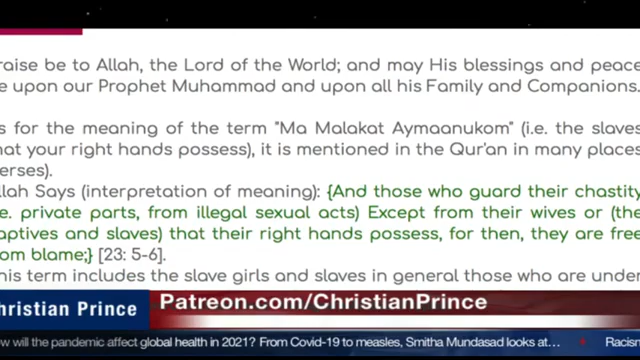 raise be to Allah, the Lord of the World; and may His blessings and peace
e upon our Prophet Muhammad and upon all his Family and Companions.
s for the meaning of the term "Ma Malakat Aymaanukom" (i.e. the slaves
hat your right hands possess), it is mentioned in the Qur'an in many places
erses).
llah Says (interpretation of meaning): {And those who guard their chastity
.e. private parts, from illegal sexual acts) Except from their wives or (the
aptives and slaves) that their right hands possess, for then, they are free
om blame;} [23: 5-6].
his term includes the slave girls and slaves in general those who are under
hristian Prince
Patreon.com/ChristianPrince
ow will the pandemic affect global health in 2021? From Covid-19 to measles, Smitha Mundasad looks at... Racism